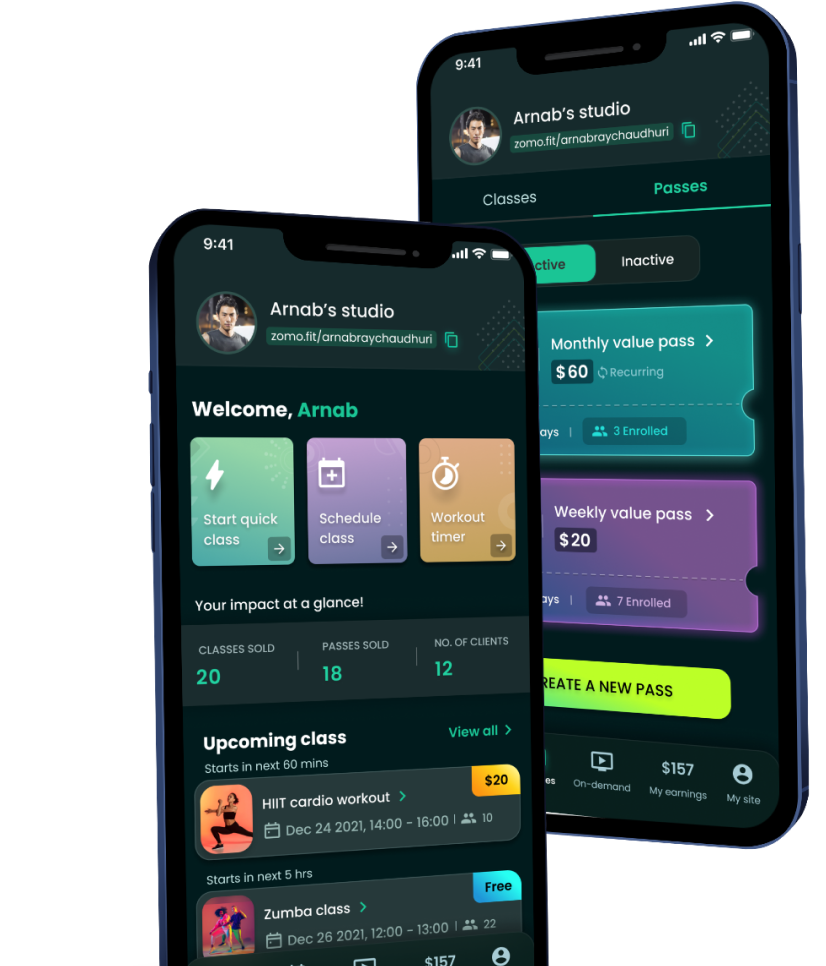 9:41
Arnab's studio
zomo.fit/arnabraychaudhuri
Welcome, Arnab
Start quick
class
Schedule
class
Workout
timer
Your impact at a glance!
CLASSES SOLD
20
PASSES SOLD
18
NO. OF CLIENTS
12
Upcoming class
View all
Starts in next 60 mins
$20
HIIT cardio workout
Dec 24 2021, 14:00 - 16:00 | 10
Starts in next 5 hrs
Free
Zumba class
Dec 26 2021, 12:00 - 13:00 | 22
$157
9:41
Arnab's studio
zomo.fit/arnabraychaudhuri
Classes
Passes
ctive
Inactive
Monthly value pass
$60 Recurring
ays | 3 Enrolled
Weekly value pass
$20
ays | 7 Enrolled
REATE A NEW PASS
es
On-demand
$157
My earnings
My site